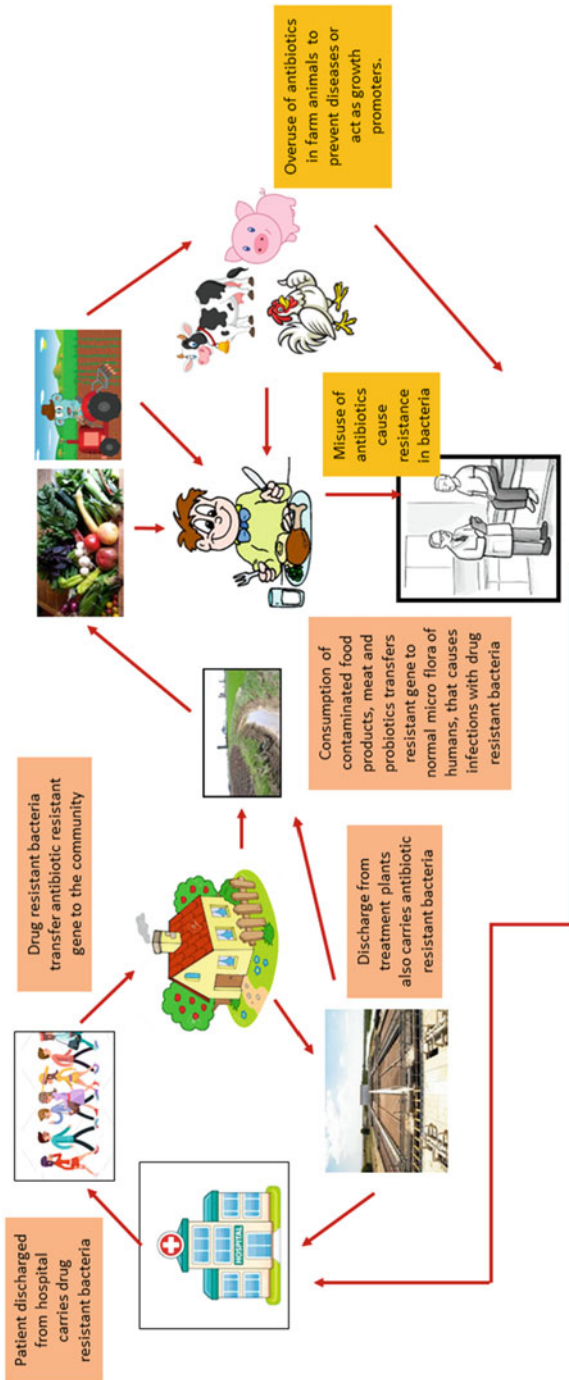 Patient discharged
from hospital
carries drug
resistant bacteria
HOSPITAL
Drug resistant bacteria
transfer antibiotic resistant
gene to the community
Discharge from
treatment plants
also carries antibiotic
resistant bacteria
Consumption of
contaminated food
products, meat and
probiotics transfers
resistant gene to
normal micro flora of
humans, that causes
infections with drug
resistant bacteria
Misuse of
antibiotics
cause
resistance
in bacteria
Overuse of antibiotics
in farm animals to
prevent diseases or
act as growth
promoters.